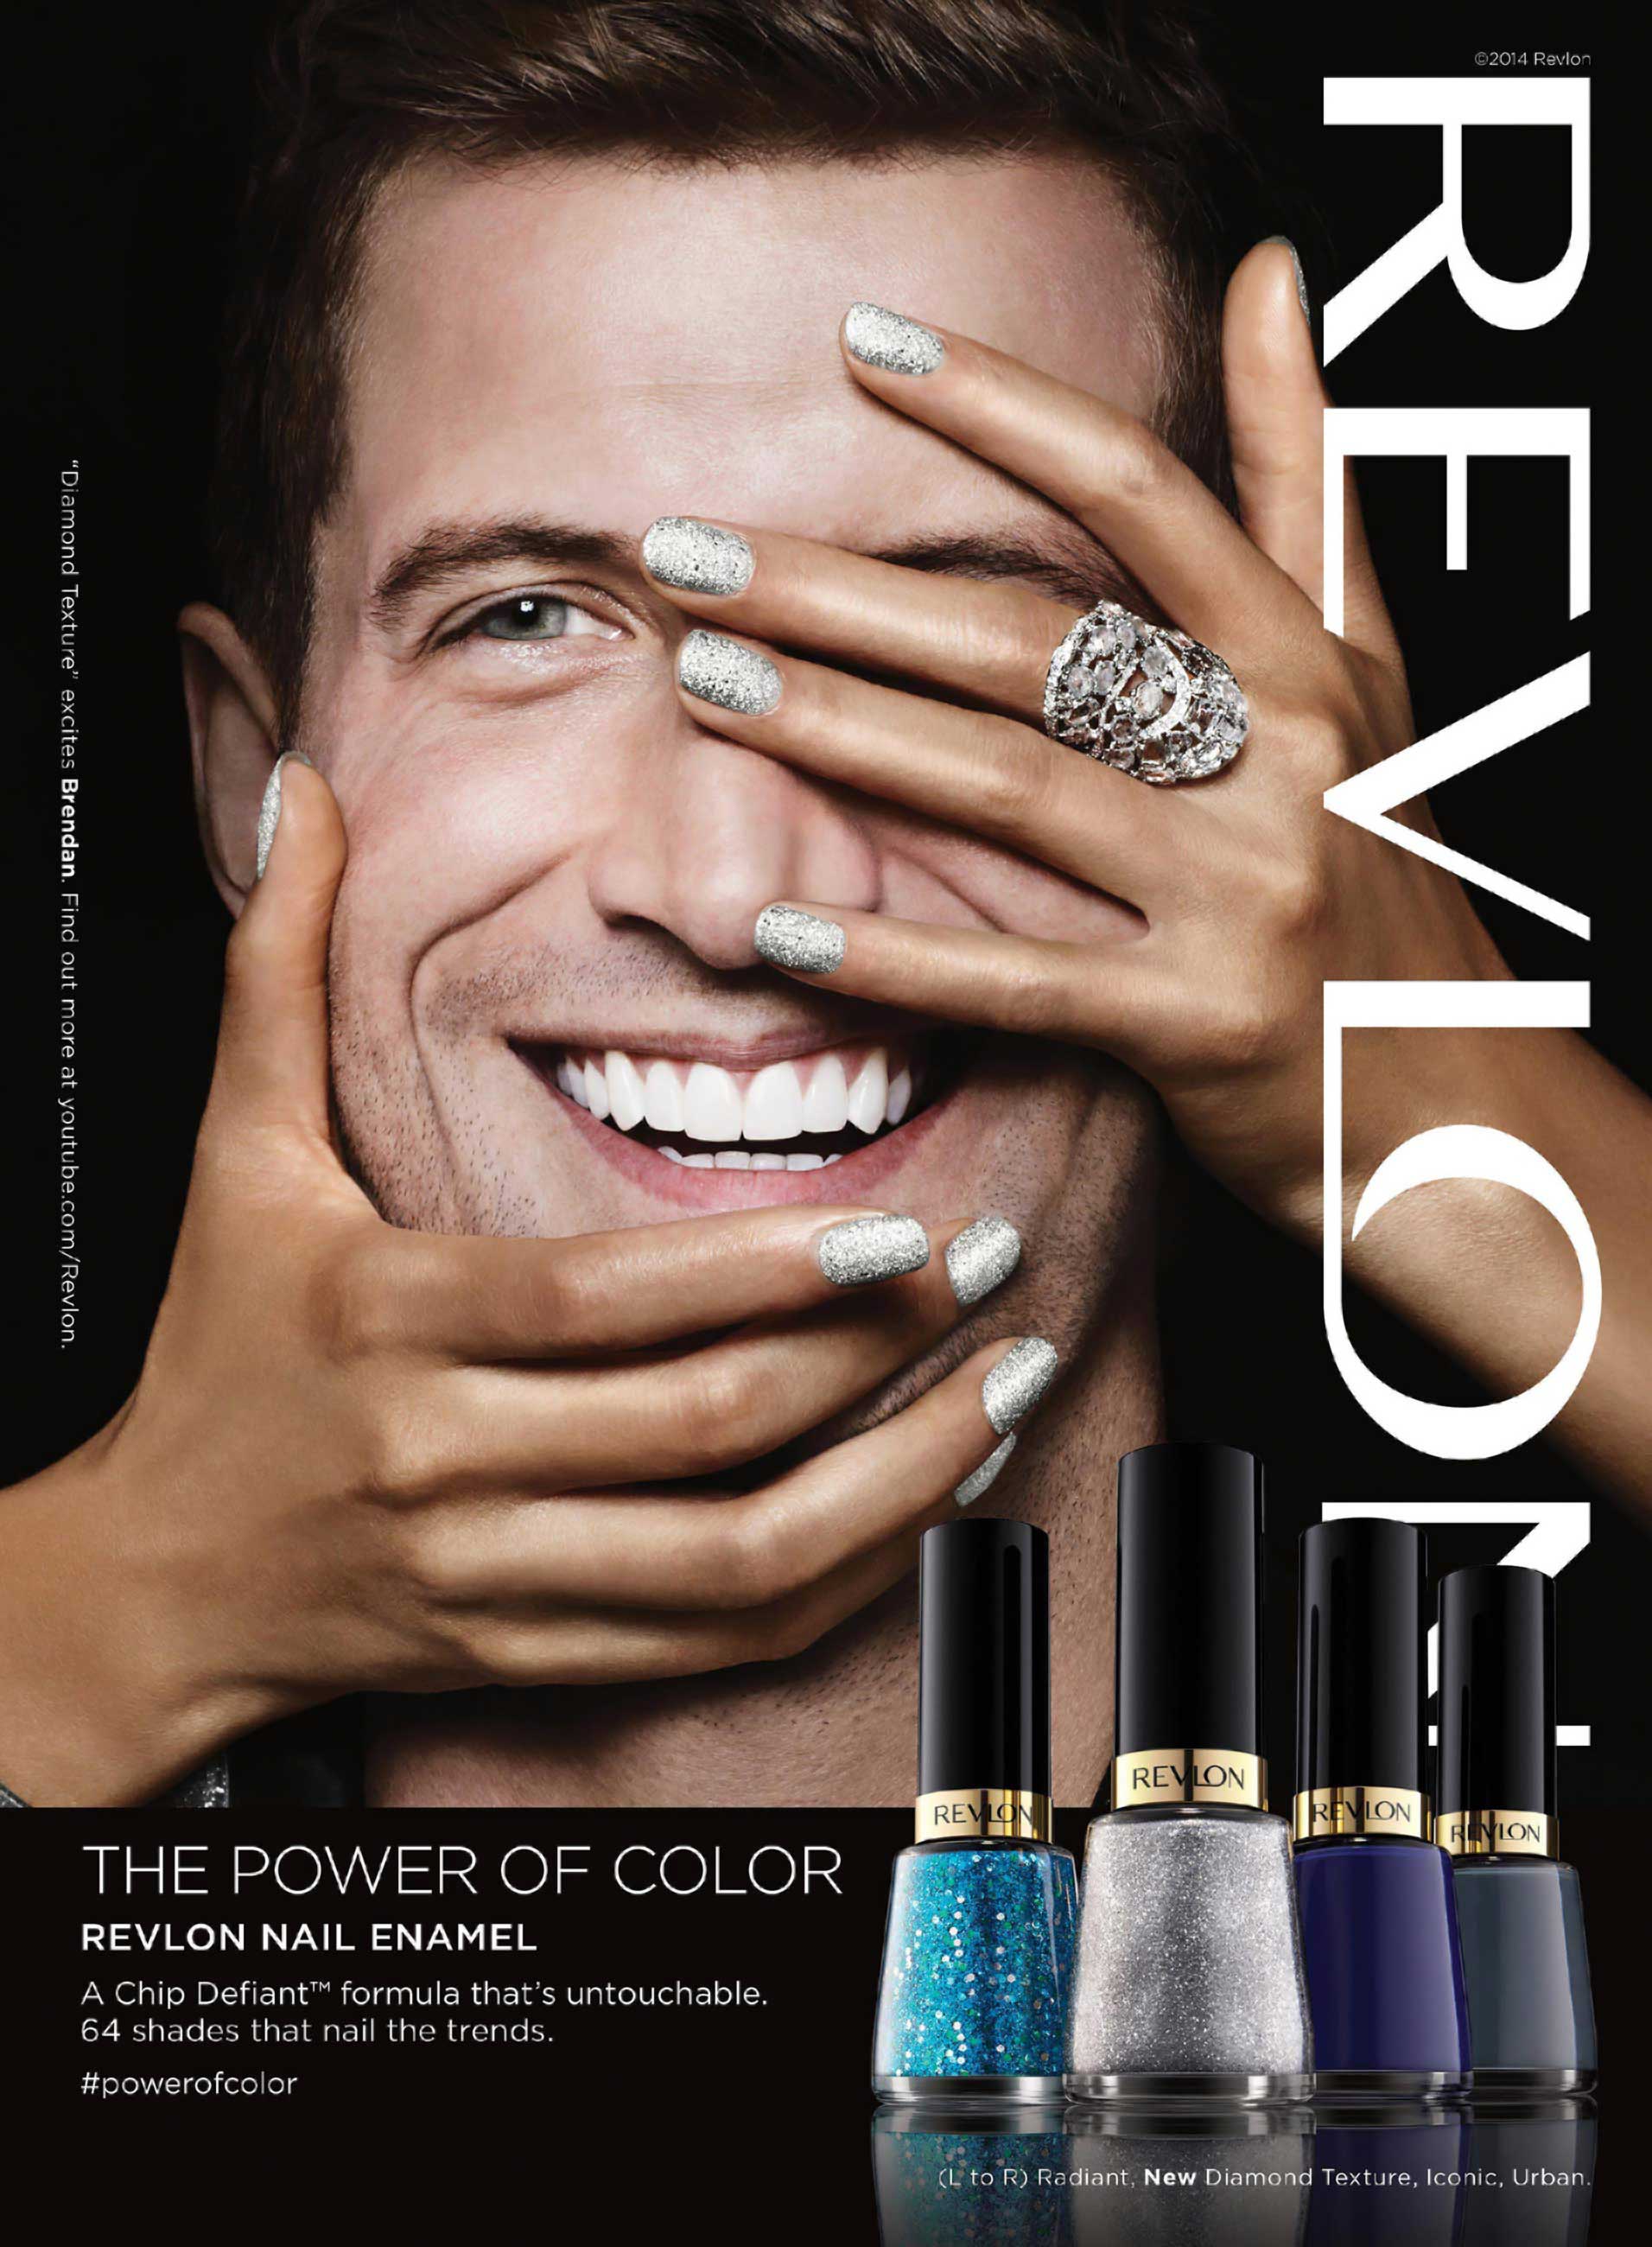 ©2014 Revlon
REVLON
"Diamond Texture" excites Brendan. Find out more at youtube.com/Revlon.
REVLON
REVLON
REVLON
REVLON
THE POWER OF COLOR
REVLON NAIL ENAMEL
A Chip Defiant™ formula that's untouchable.
64 shades that nail the trends.
#powerofcolor
(L to R) Radiant, New Diamond Texture, Iconic, Urban.